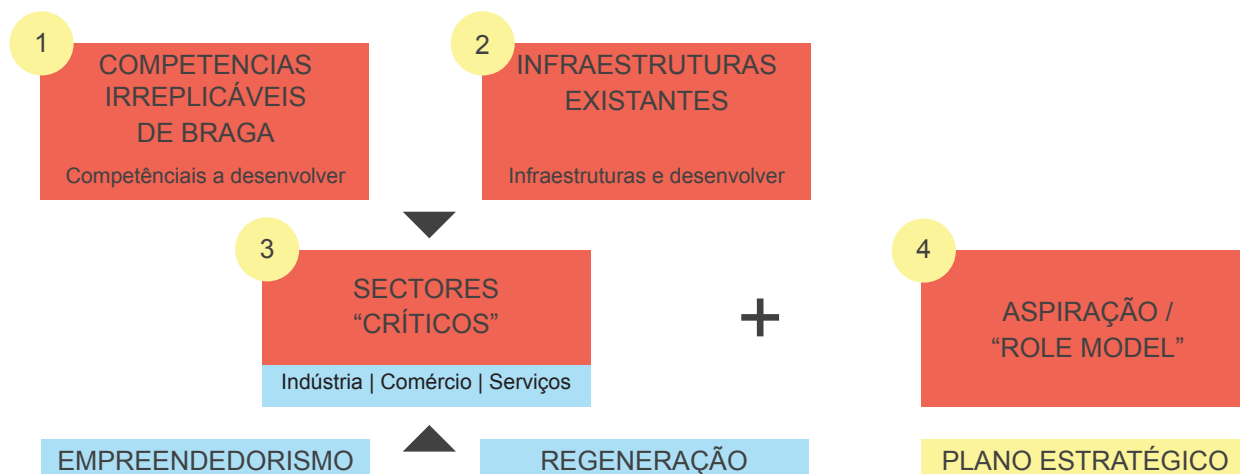 1
COMPETENCIAS
IRREPLICÁVEIS
DE BRAGA
Competênciais a desenvolver
2
INFRAESTRUTURAS
EXISTANTES
Infraestruturas e desenvolver
3
SECTORES
“CRÍTICOS”
Indústria | Comércio | Serviços
+
4
ASPIRAÇÃO /
“ROLE MODEL”
EMPREENDEDORISMO
REGENERAÇÃO
PLANO ESTRATÉGICO